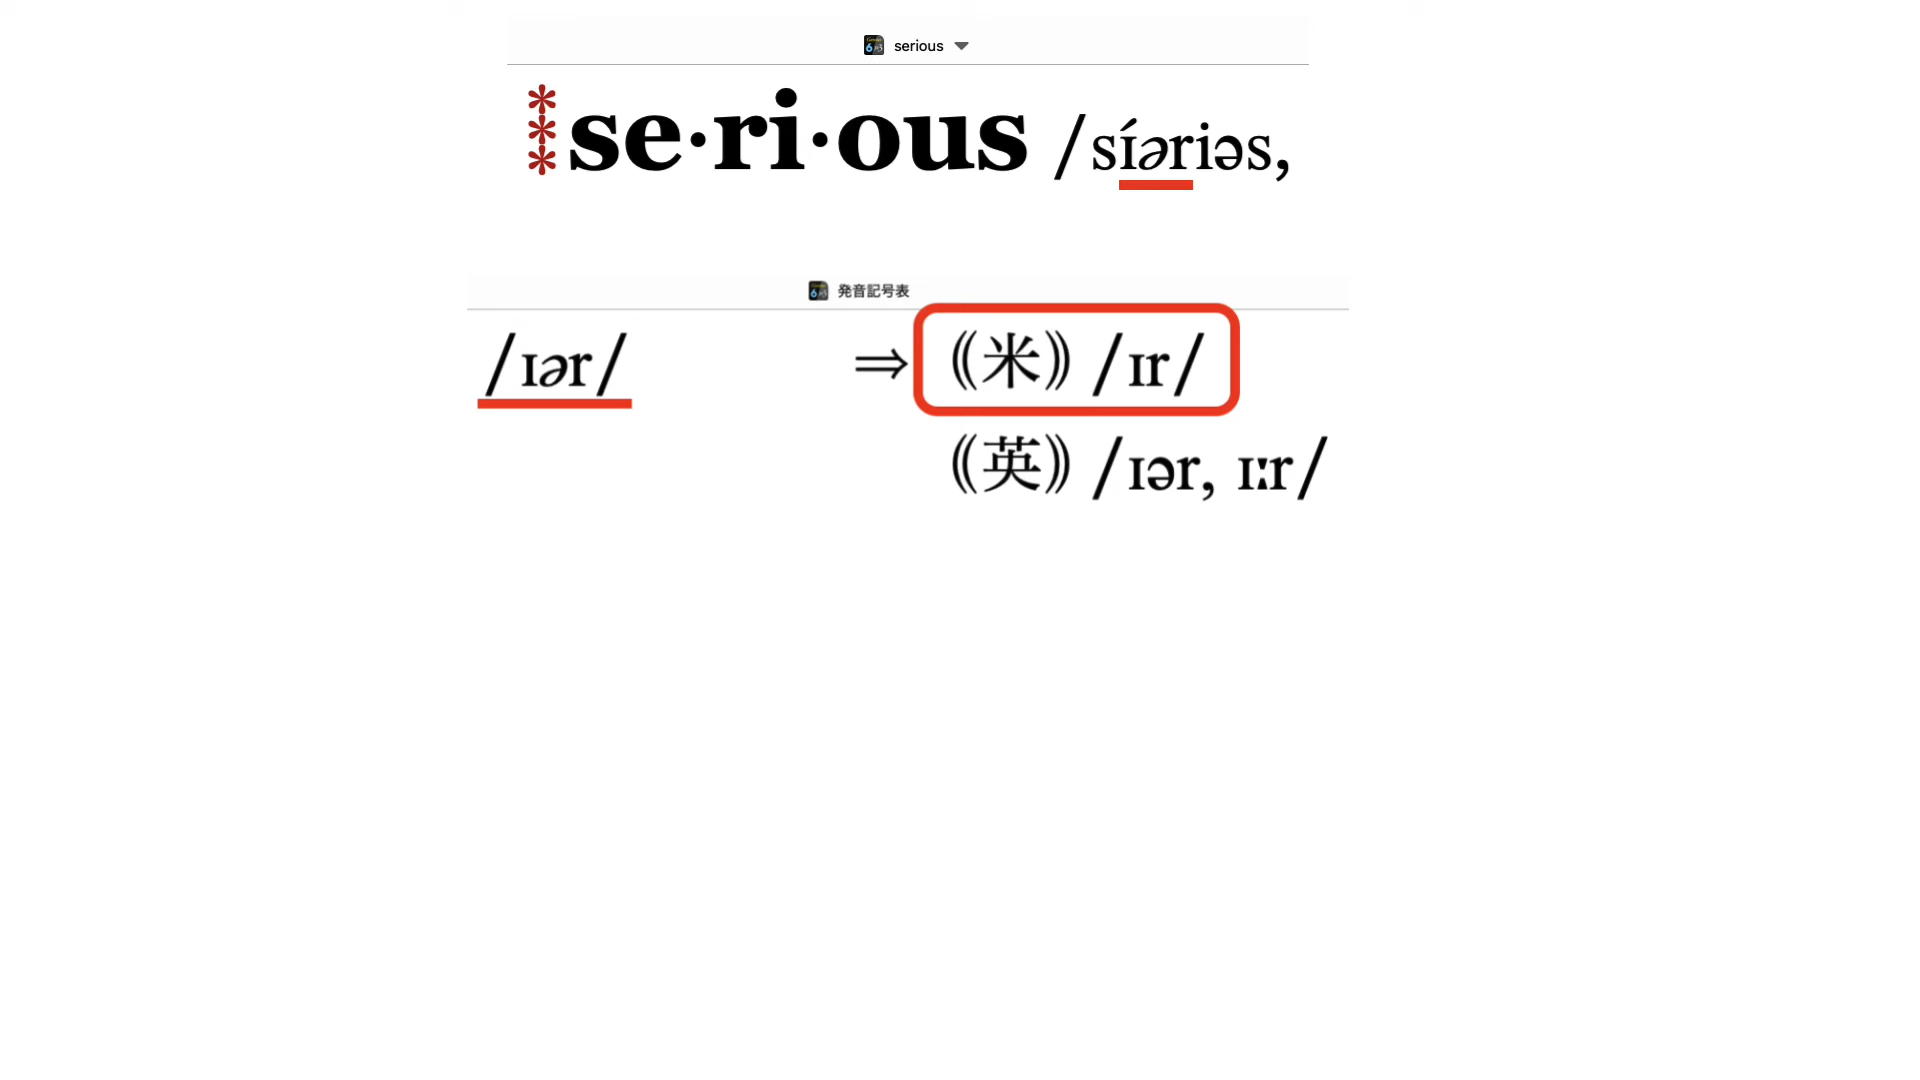 serious
⁑se·ri·ous /síəriəs,
発音記号表
/ɪər/ ⇒ ⸨米⸩ /ɪr/
⸨英⸩ /ɪər, ɪːr/